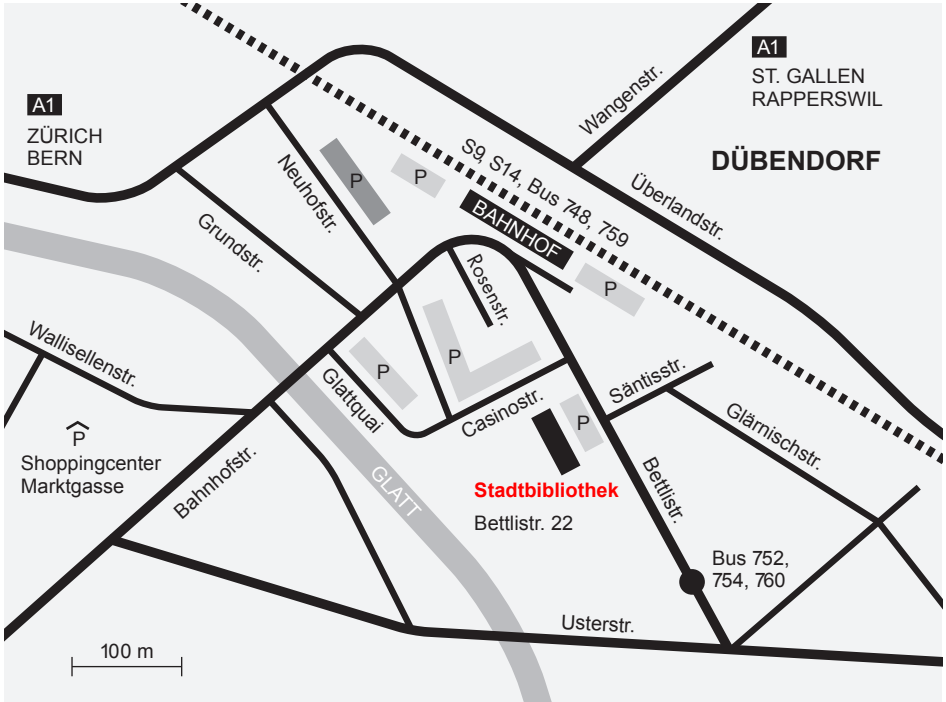 A1
ZÜRICH
BERN
A1
ST. GALLEN
RAPPERSWIL
DÜBENDORF
Wangenstr.
Überlandstr.
S9, S14, Bus 748, 759
BAHNHOF
P
P
P
Neuhofstr.
Grundstr.
Rosenstr.
P
P
Glattquai
Casinostr.
P
Säntisstr.
Glärnischstr.
Wallisellenstr.
P
Shoppingcenter
Marktgasse
Bahnhofstr.
GLATT
Stadtbibliothek
Bettlistr. 22
Bettlistr.
Bus 752,
754, 760
Usterstr.
100 m